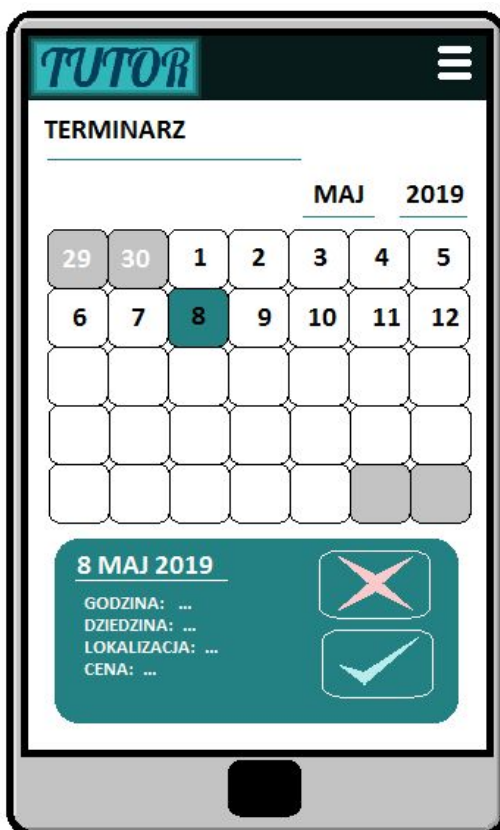 TUTOR
TERMINARZ
MAJ 2019
29 30 1 2 3 4 5
6 7 8 9 10 11 12
8 MAJ 2019
GODZINA: ...
DZIEDZINA: ...
LOKALIZACJA: ...
CENA: ...